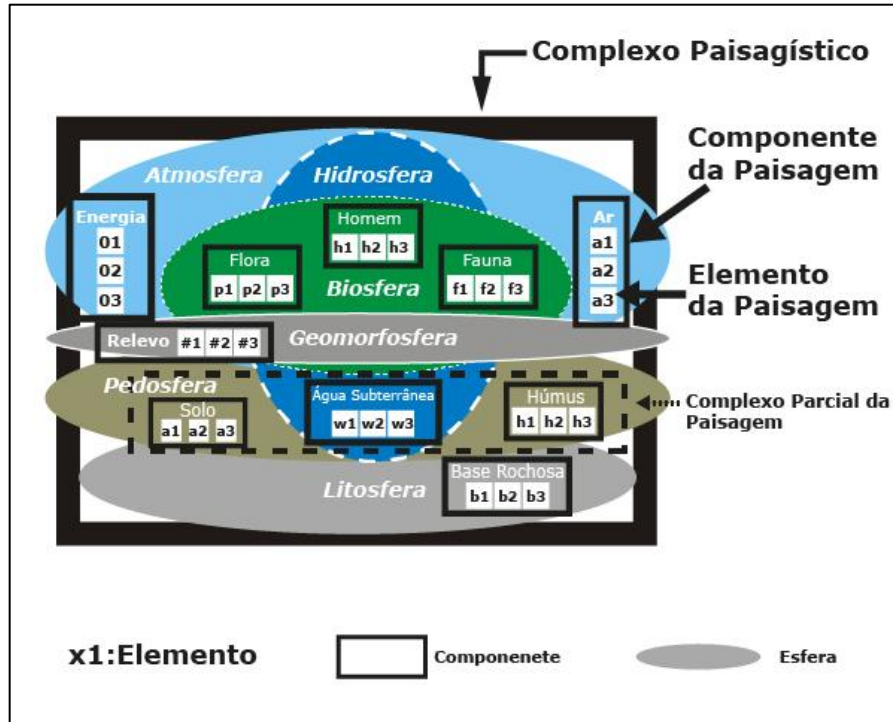 Complexo Paisagístico
Componente
da Paisagem
Atmosfera
Hidrosfera
Energia
01
02
03
Homem
h1 h2 h3
Ar
a1
a2
a3
Flora
p1 p2 p3
Fauna
f1 f2 f3
Biosfera
Elemento
da Paisagem
Relevo #1 #2 #3
Geomorfosfera
Pedosfera
Solo
a1 a2 a3
Água Subterrânea
w1 w2 w3
Húmus
h1 h2 h3
Complexo Parcial da
Paisagem
Litosfera
Base Rochosa
b1 b2 b3
x1:Elemento
Componenete
Esfera